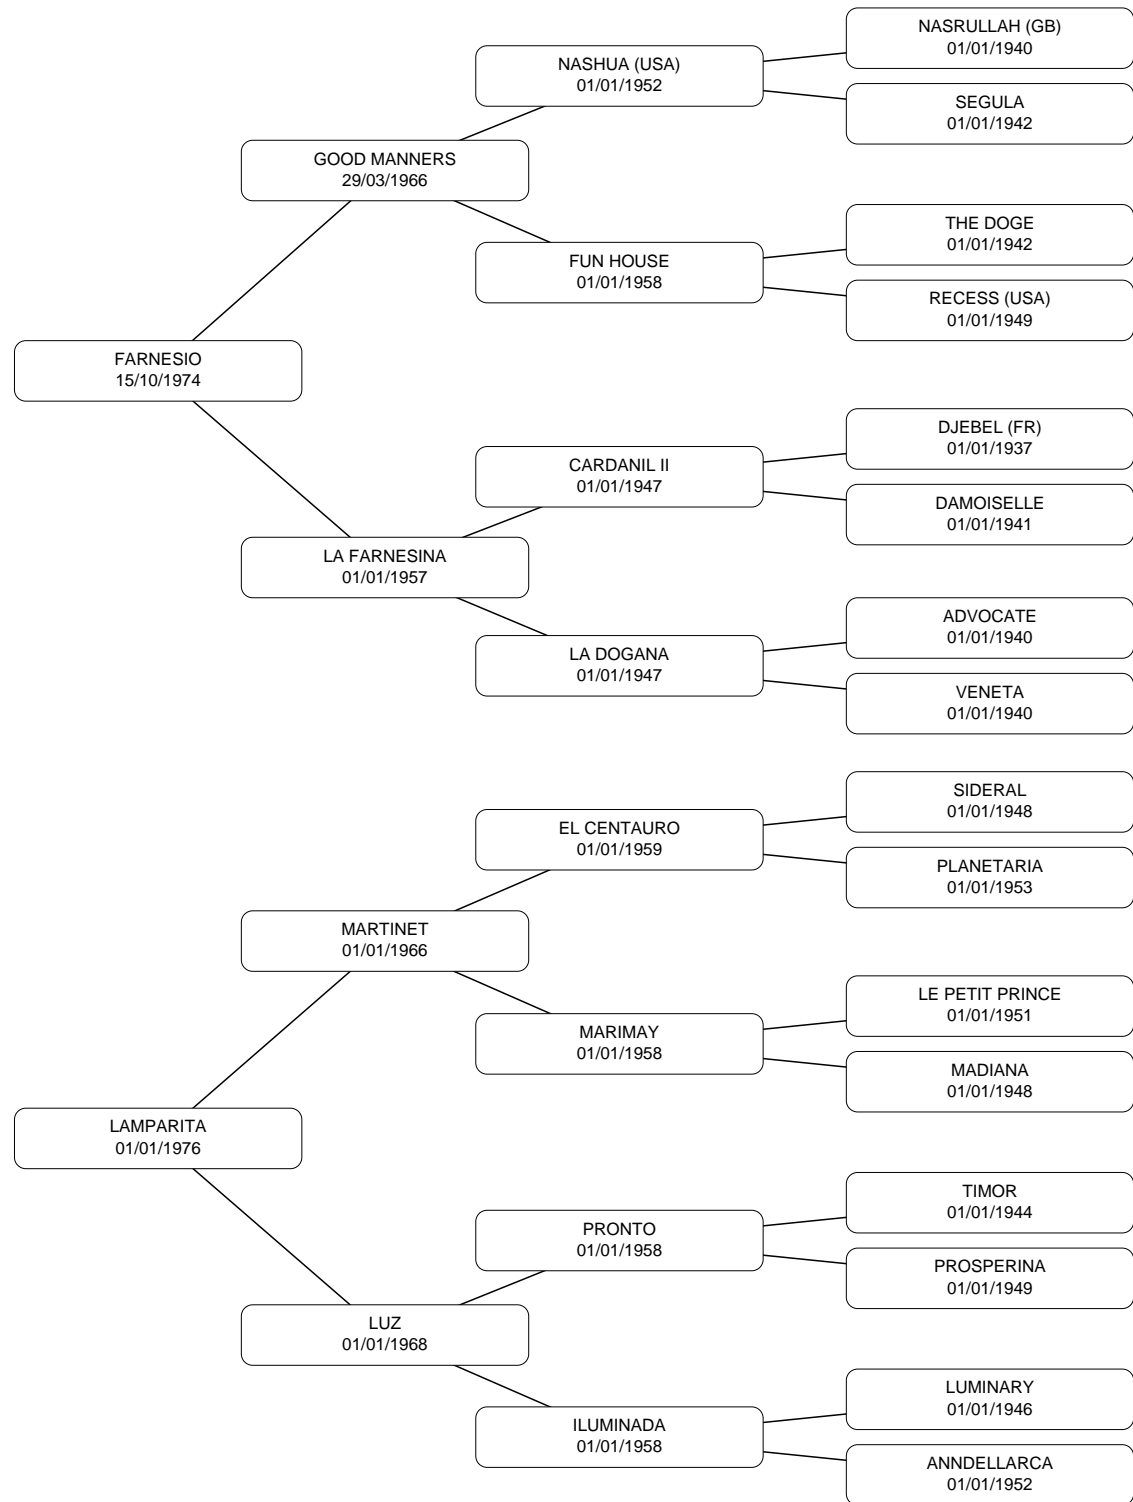 NASRULLAH (GB)
01/01/1940
NASHUA (USA)
01/01/1952
SEGULA
01/01/1942
GOOD MANNERS
29/03/1966
THE DOGE
01/01/1942
FUN HOUSE
01/01/1958
RECESS (USA)
01/01/1949
FARNESIO
15/10/1974
DJEBEL (FR)
01/01/1937
CARDANIL II
01/01/1947
DAMOISELLE
01/01/1941
LA FARNESINA
01/01/1957
ADVOCATE
01/01/1940
LA DOGANA
01/01/1947
VENETA
01/01/1940
SIDERAL
01/01/1948
EL CENTAURO
01/01/1959
PLANETARIA
01/01/1953
MARTINET
01/01/1966
LE PETIT PRINCE
01/01/1951
MARIMAY
01/01/1958
MADIANA
01/01/1948
LAMPARITA
01/01/1976
TIMOR
01/01/1944
PRONTO
01/01/1958
PROSPERINA
01/01/1949
LUZ
01/01/1968
LUMINARY
01/01/1946
ILUMINADA
01/01/1958
ANNDELLARCA
01/01/1952